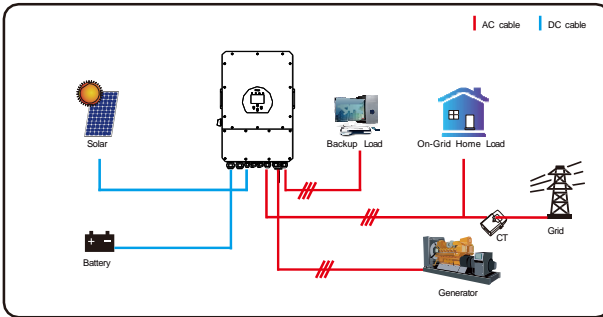 AC cable
DC cable
Solar
Backup Load
On-Grid Home Load
CT
Grid
Battery
Generator